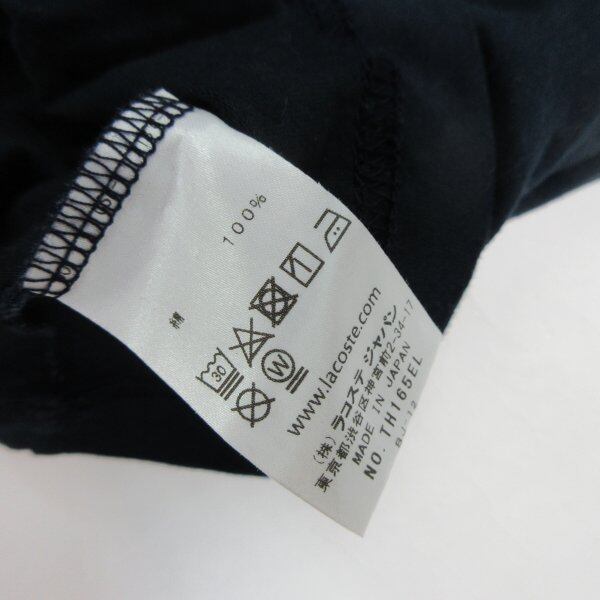 綿 100%
30
W
www.lacoste.com
(株) ラコステ ジャパン
東京都渋谷区神宮前2-34-17
MADE IN JAPAN
NO. TH165EL